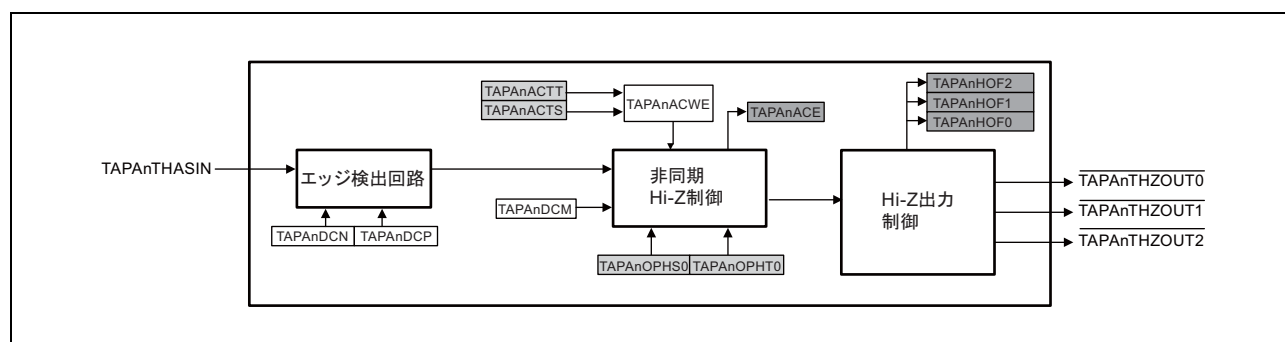 TAPAnACTT
TAPAnACTS
TAPAnACWE
TAPAnACE
TAPAnHOF2
TAPAnHOF1
TAPAnHOF0
TAPAnTHASIN
エッジ検出回路
非同期
Hi-Z制御
Hi-Z出力
制御
TAPAnTHZOUT0
TAPAnTHZOUT1
TAPAnTHZOUT2
TAPAnDCM
TAPAnDCN
TAPAnDCP
TAPAnOPHS0
TAPAnOPHT0